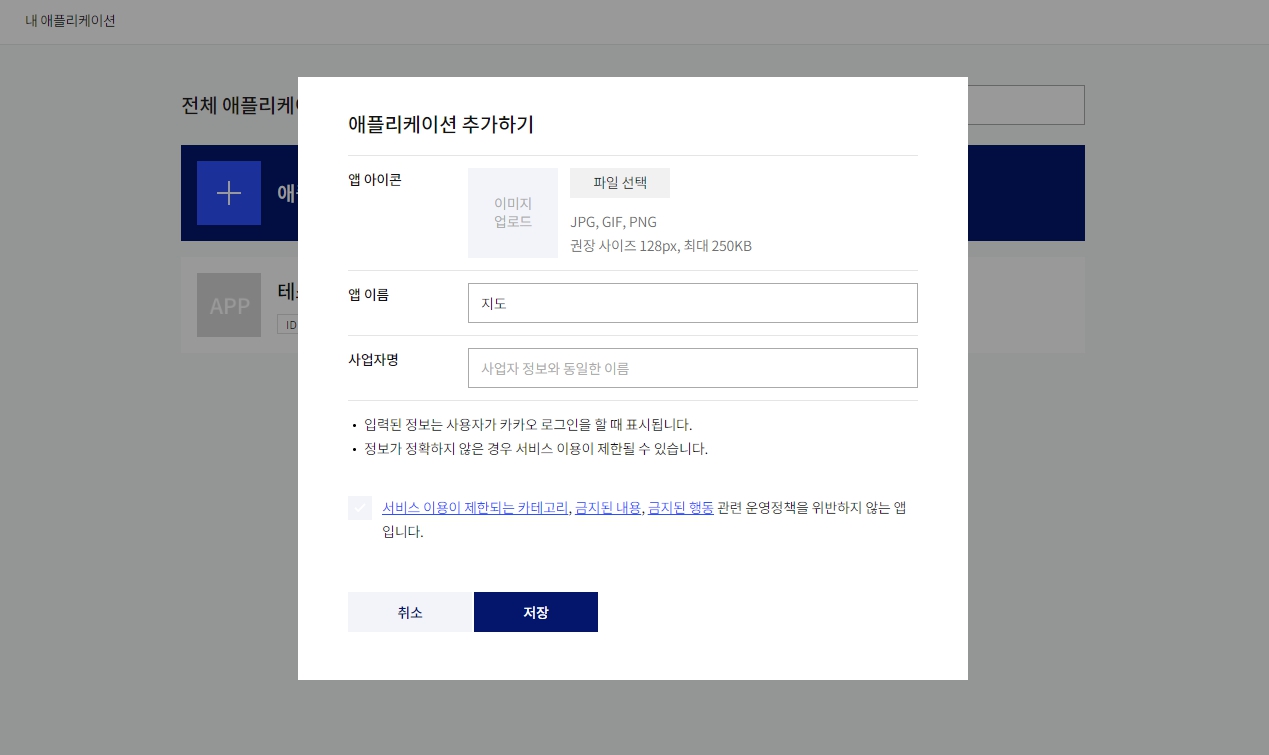 내 애플리케이션
전체 애플리케이
애플리케이션 추가하기
앱 아이콘
이미지
업로드
파일 선택
JPG, GIF, PNG
권장 사이즈 128px, 최대 250KB
앱 이름
지도
사업자명
사업자 정보와 동일한 이름
• 입력된 정보는 사용자가 카카오 로그인을 할 때 표시됩니다.
• 정보가 정확하지 않은 경우 서비스 이용이 제한될 수 있습니다.
서비스 이용이 제한되는 카테고리, 금지된 내용, 금지된 행동 관련 운영정책을 위반하지 않는 앱
입니다.
취소
저장
APP
ID